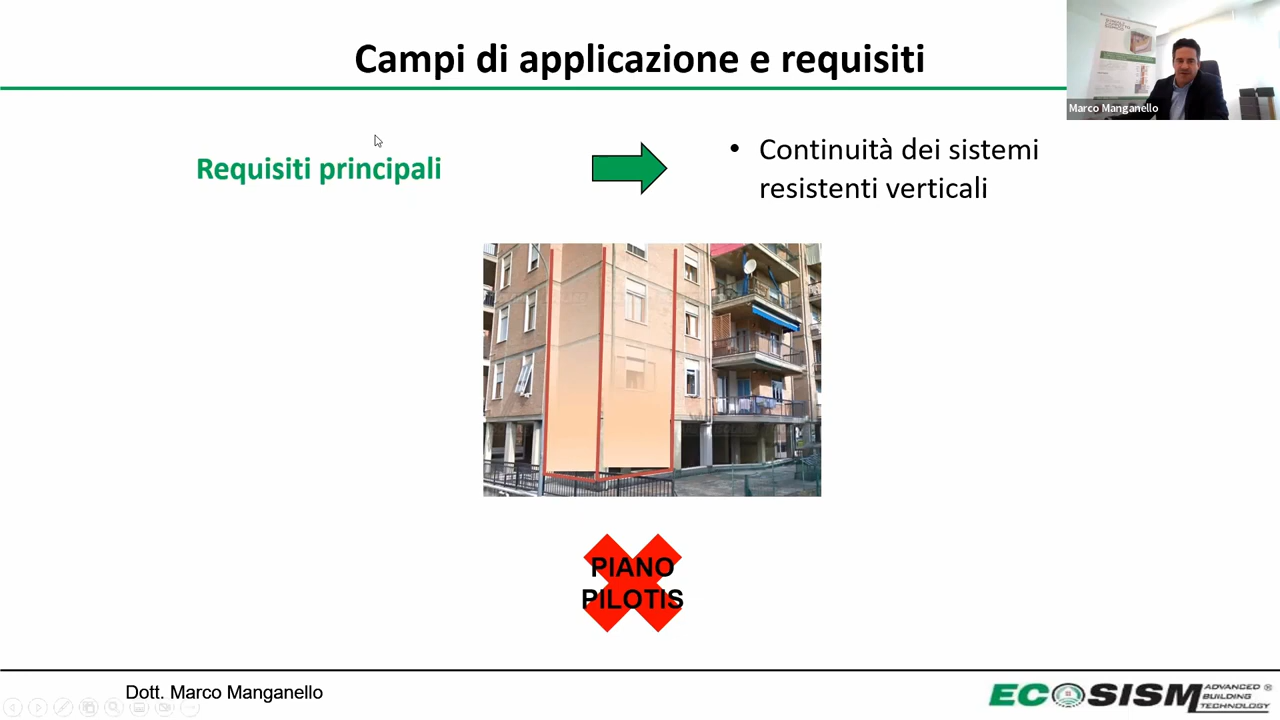 Campi di applicazione e requisiti
Marco Manganello
Requisiti principali
• Continuità dei sistemi
resistenti verticali
PIANO
PILOTIS
Dott. Marco Manganello
ECOSISM ADVANCED ®
BUILDING
TECHNOLOGY